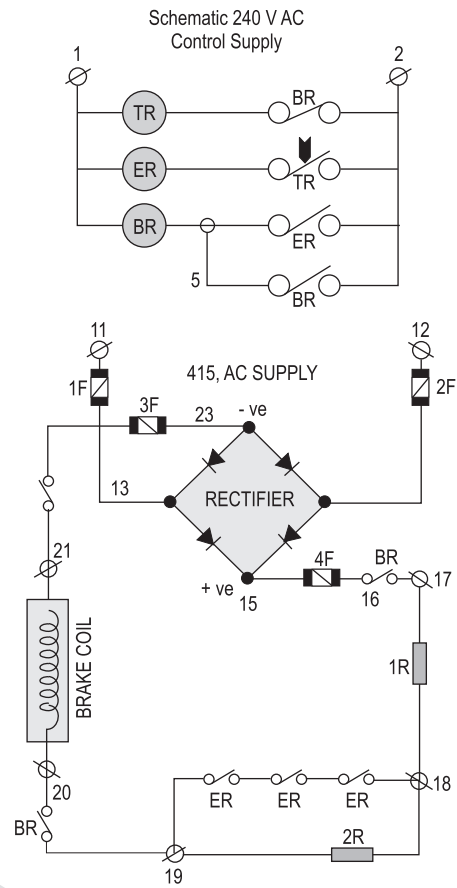 Schematic 240 V AC
Control Supply
1
2
TR
BR
ER
TR
BR
ER
5
BR
11
12
415, AC SUPPLY
1F
2F
3F
23
- ve
13
RECTIFIER
21
+ ve
15
4F
BR
16
17
BRAKE COIL
1R
20
ER
ER
ER
18
BR
2R
19